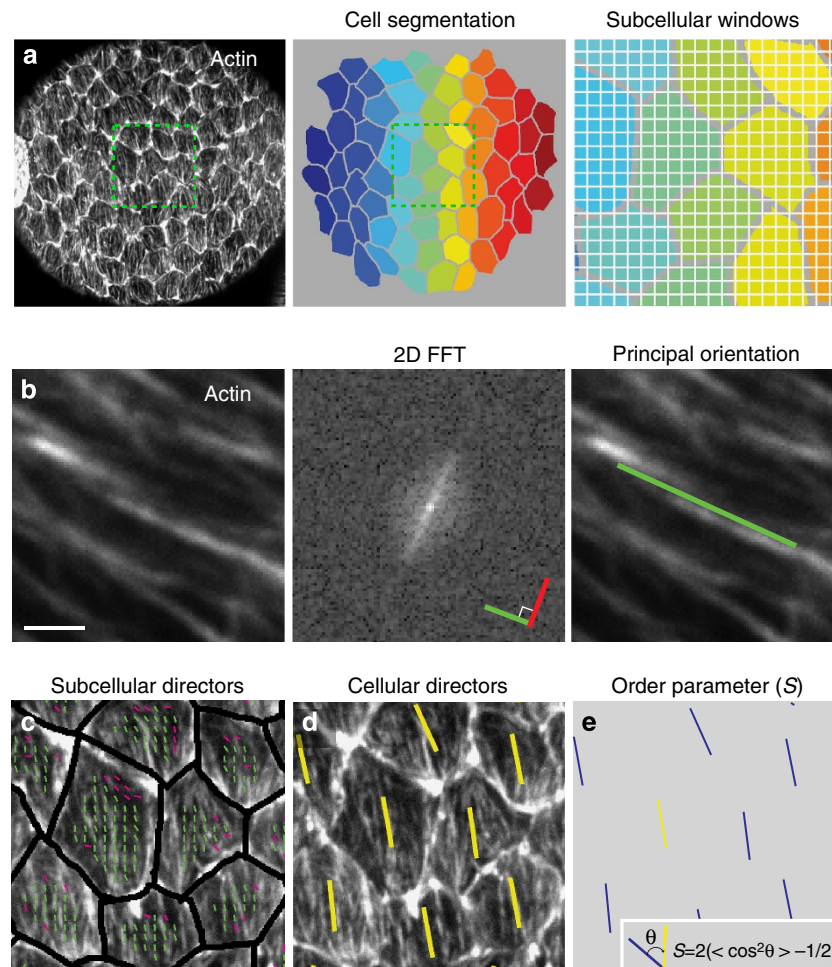 Cell segmentation
Subcellular windows
a
Actin
2D FFT
Principal orientation
b
Actin
Subcellular directors
Cellular directors
Order parameter (S)
c
d
e
θ
S=2(< cos²θ > −1/2